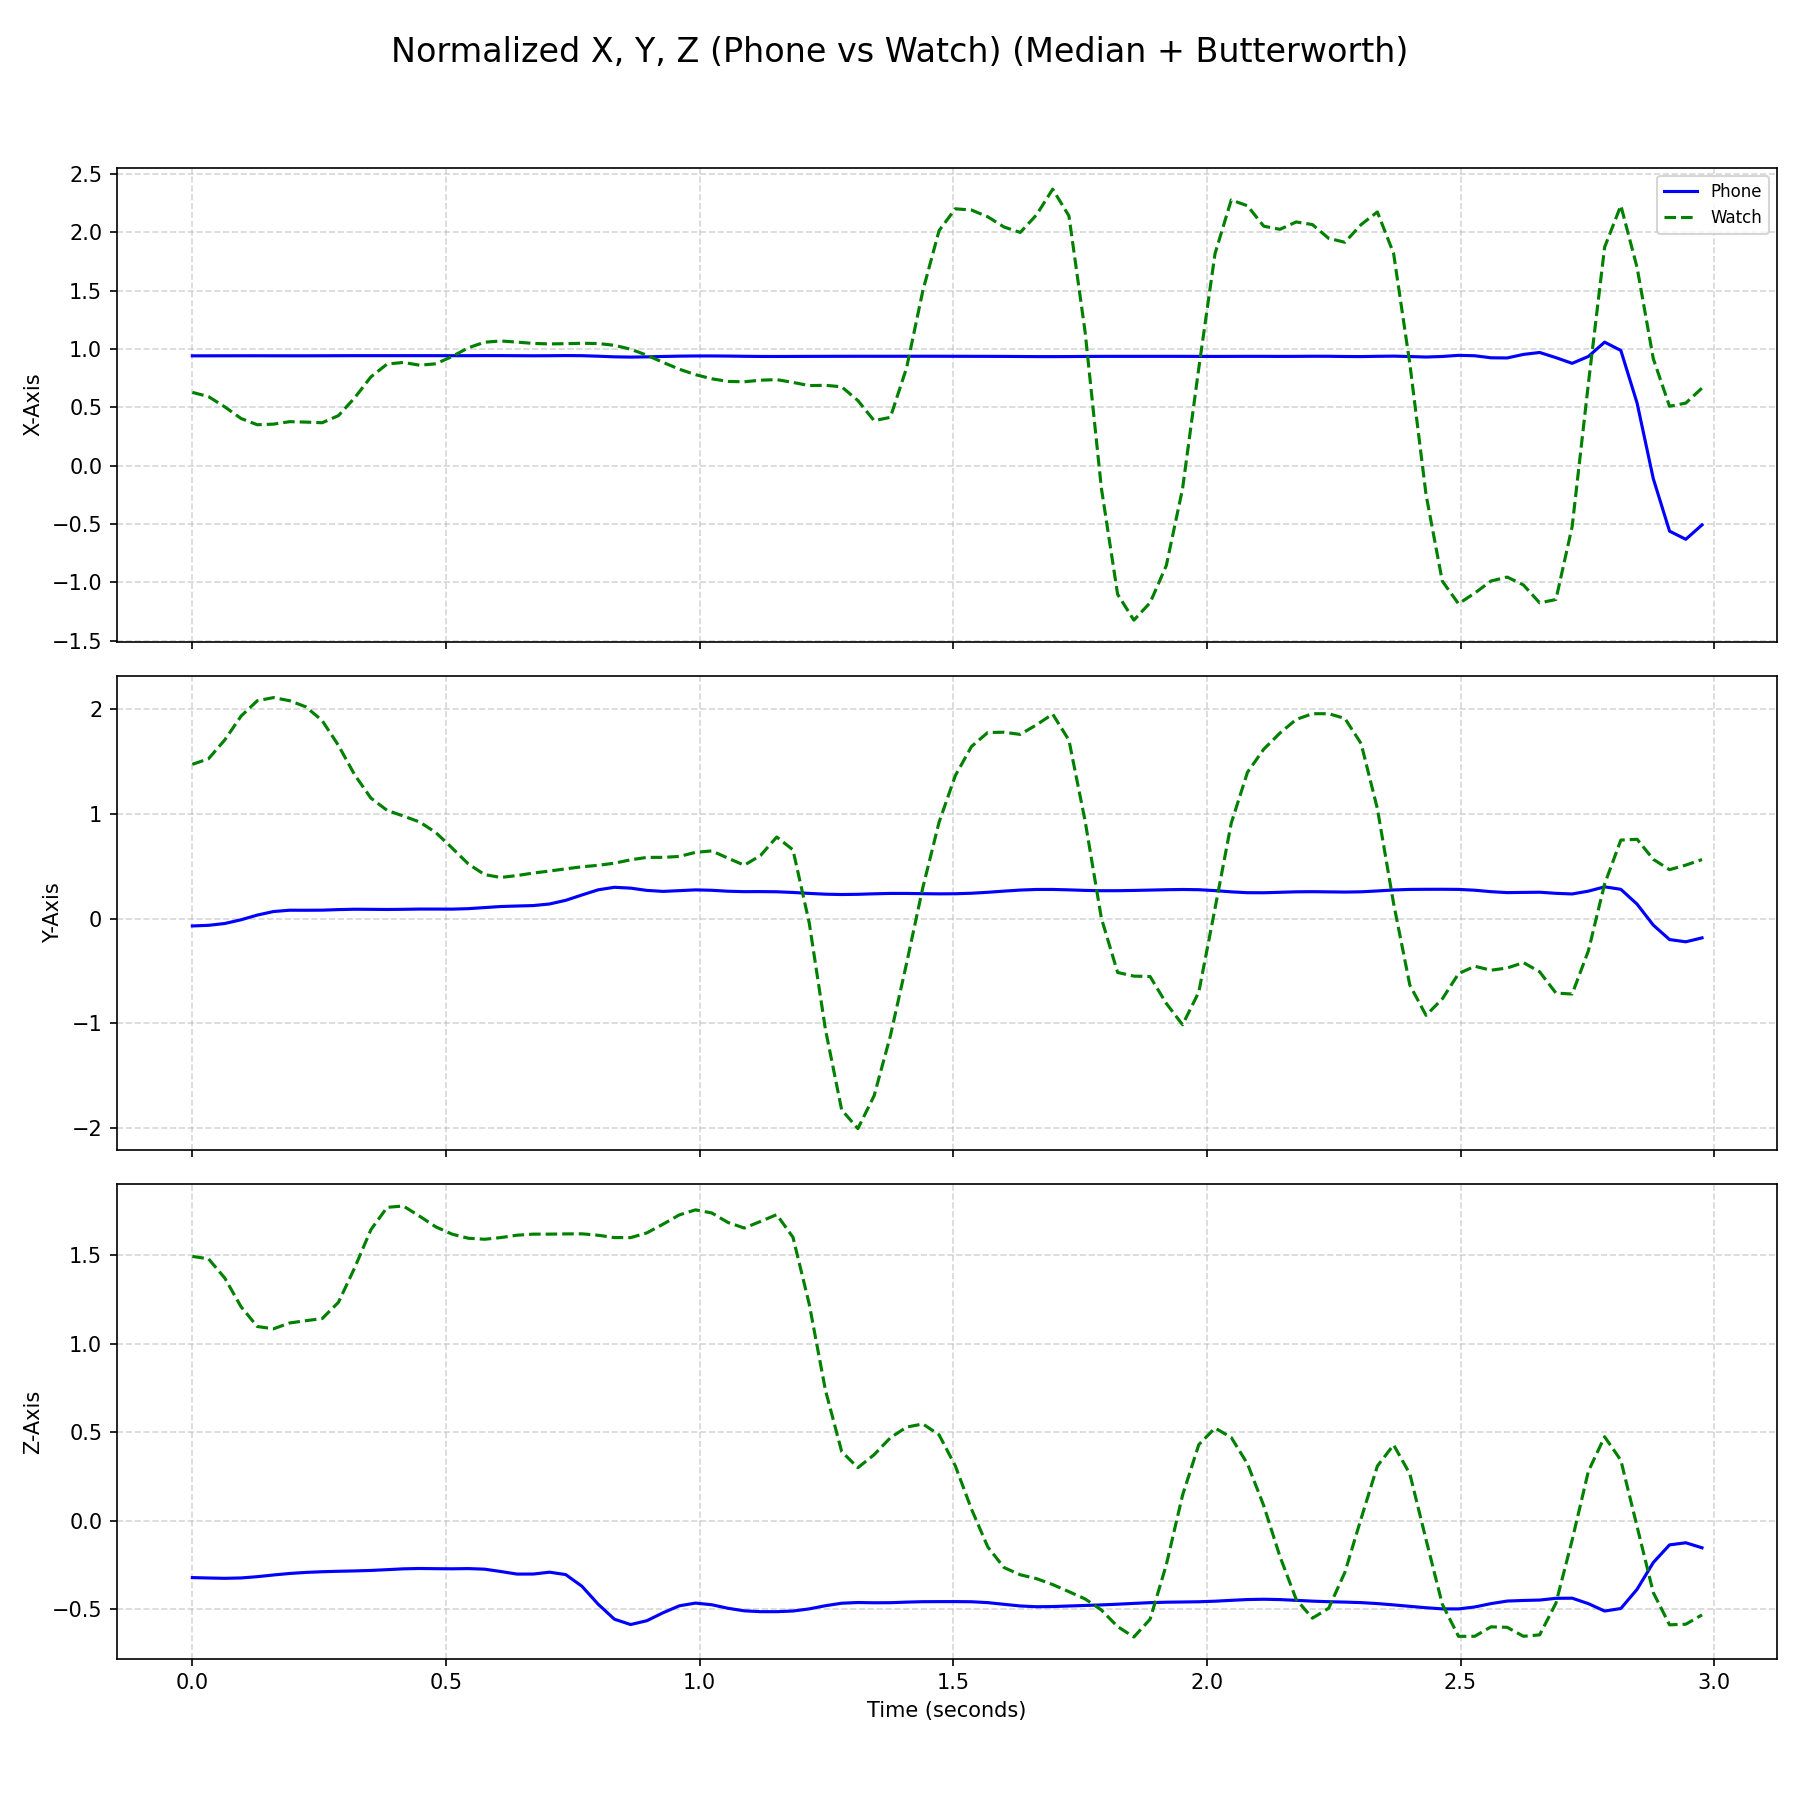 Normalized X, Y, Z (Phone vs Watch) (Median + Butterworth)
Phone
Watch
X-Axis
2.5
2.0
1.5
1.0
0.5
0.0
−0.5
−1.0
−1.5
Y-Axis
2
1
0
−1
−2
Z-Axis
1.5
1.0
0.5
0.0
−0.5
0.0 0.5 1.0 1.5 2.0 2.5 3.0
Time (seconds)